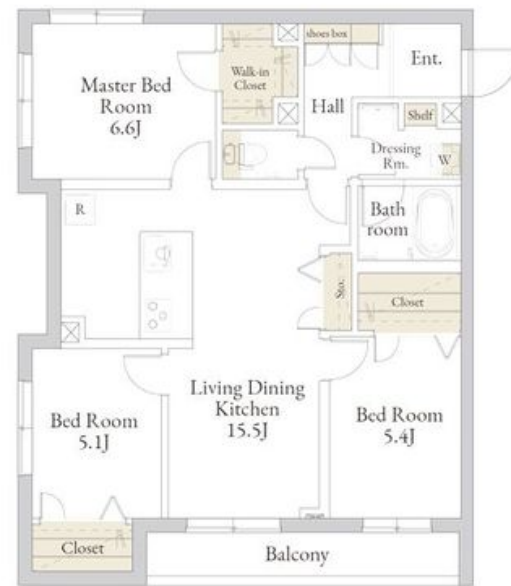 shoes box
Ent.
Walk-in
Closet
Master Bed
Room
6.6J
Hall
Shelf
Dressing
Rm.
W
R
Bath
room
Sto.
Closet
Living Dining
Kitchen
15.5J
Bed Room
5.1J
Bed Room
5.4J
Closet
Balcony